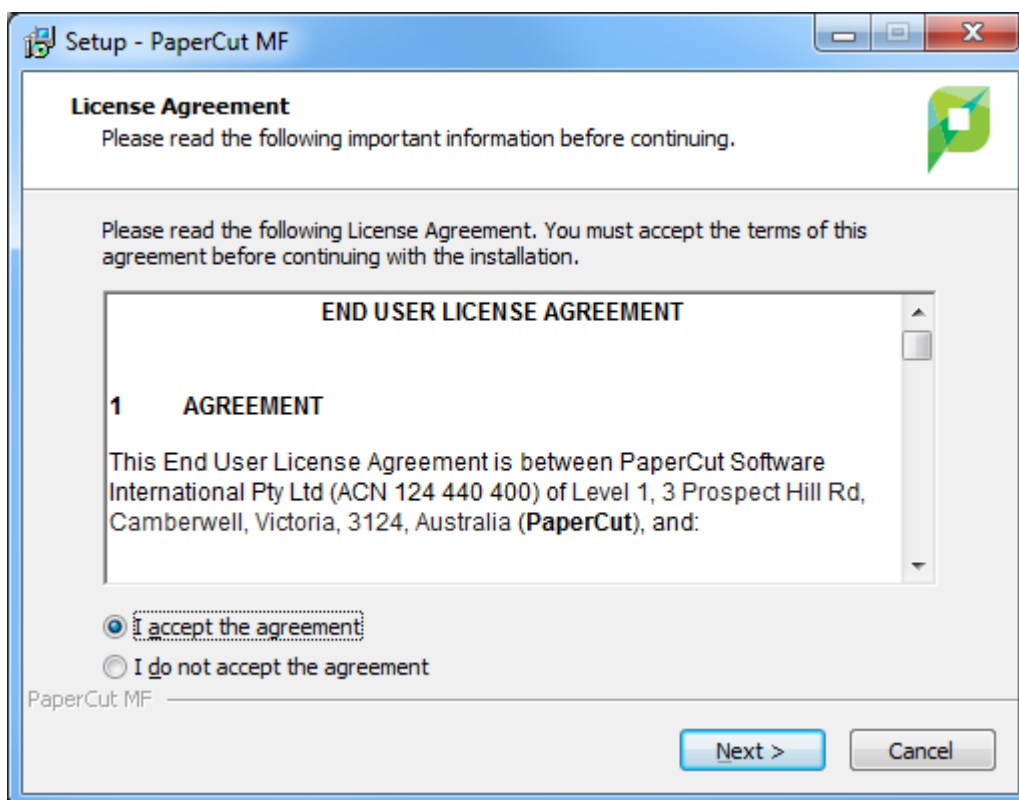 Setup - PaperCut MF
License Agreement
Please read the following important information before continuing.
Please read the following License Agreement. You must accept the terms of this
agreement before continuing with the installation.
END USER LICENSE AGREEMENT
1 AGREEMENT
This End User License Agreement is between PaperCut Software
International Pty Ltd (ACN 124 440 400) of Level 1, 3 Prospect Hill Rd,
Camberwell, Victoria, 3124, Australia (PaperCut), and:
I accept the agreement
I do not accept the agreement
PaperCut MF
Next >
Cancel